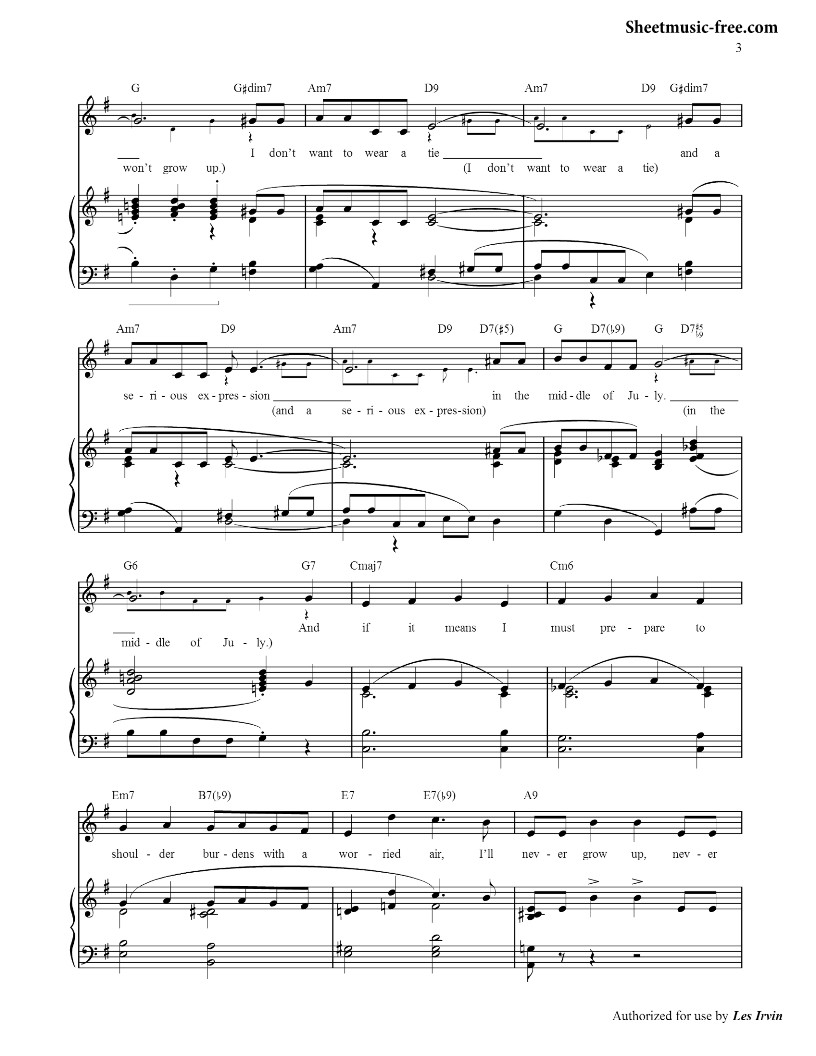 Sheetmusic-free.com
3
G G♯dim7 Am7 D9 Am7 D9 G♯dim7
I don't want to wear a tie and a
won't grow up.) (I don't want to wear a tie)
Am7 D9 Am7 D9 D7(♯5) G D7(♭9) G D7♯5♭9
se - ri - ous ex - pres - sion in the mid - dle of Ju - ly.
(and a se - ri - ous ex - pres - sion) (in the
G6 G7 Cmaj7 Cm6
And if it means I must pre - pare to
mid - dle of Ju - ly.)
Em7 B7(♭9) E7 E7(♭9) A9
shoul - der bur - dens with a wor - ried air, I'll nev - er grow up, nev - er
Authorized for use by Les Irvin